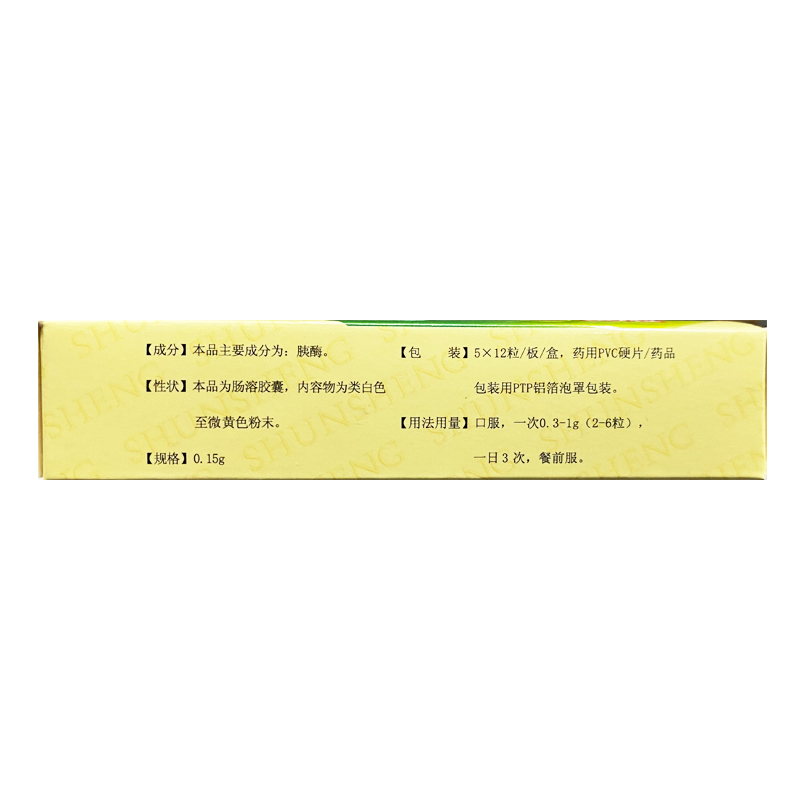 【成分】本品主要成分为：胰酶。
【性状】本品为肠溶胶囊，内容物为类白色
至微黄色粉末。
【规格】0.15g
【包 装】5×12粒/板/盒，药用PVC硬片/药品
包装用PTP铝箔泡罩包装。
【用法用量】口服，一次0.3-1g（2-6粒），
一日3次，餐前服。
SHUNSHENG
SHUNSHENG
SHUNSHENG